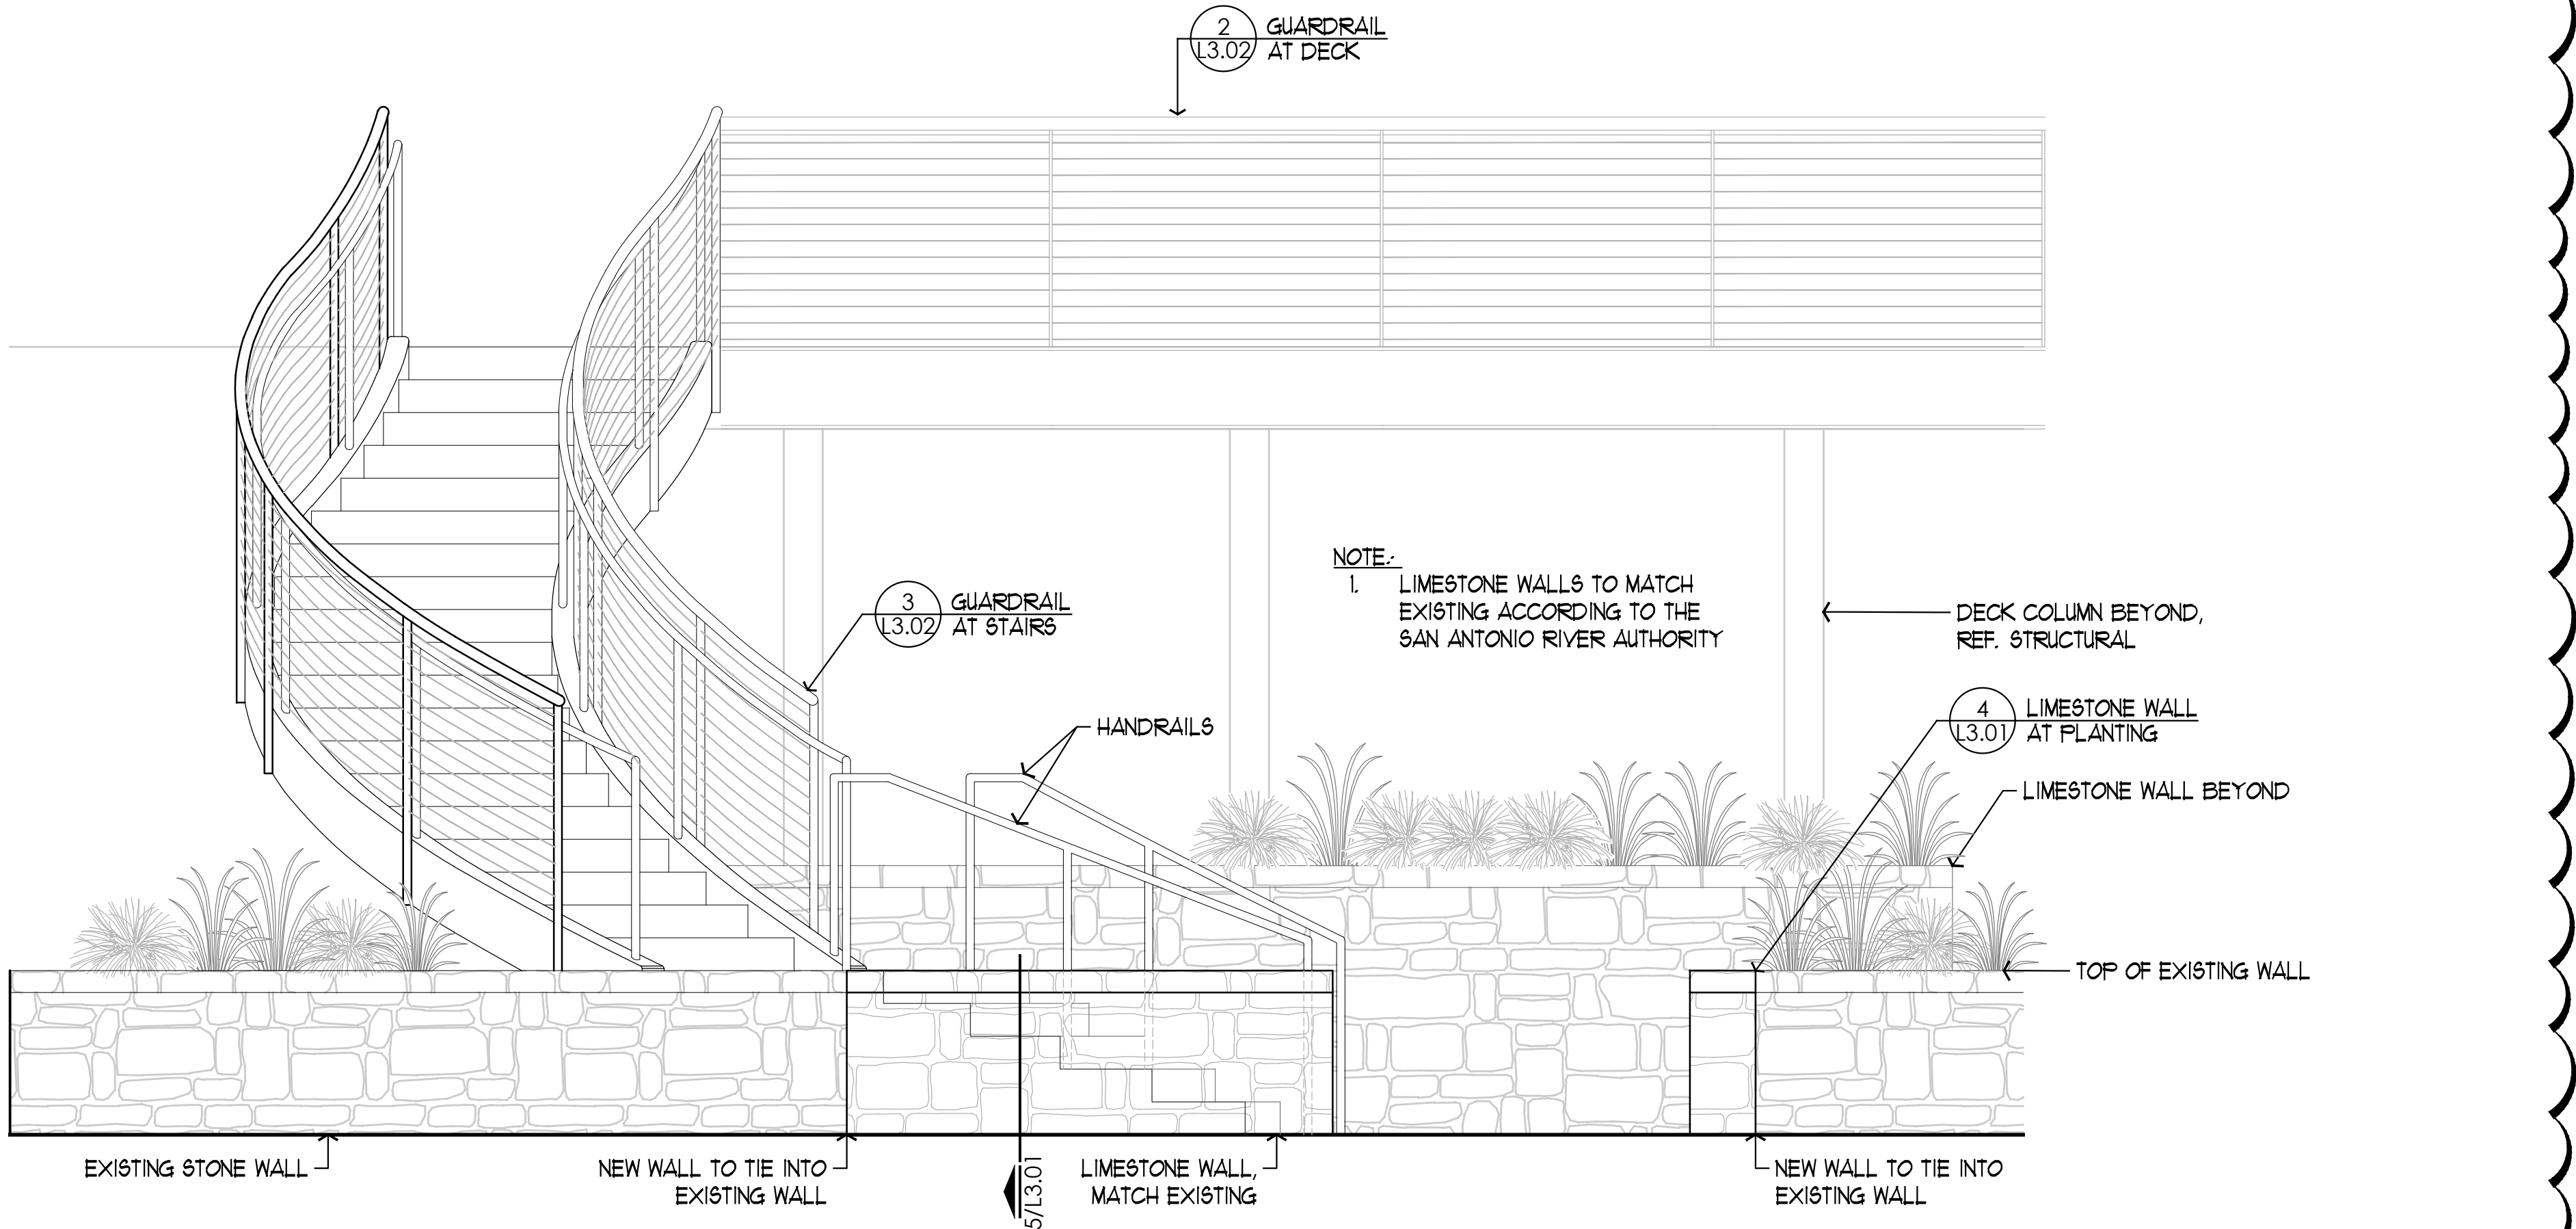 2
L3.02
GUARDRAIL
AT DECK
NOTE:
1. LIMESTONE WALLS TO MATCH
EXISTING ACCORDING TO THE
SAN ANTONIO RIVER AUTHORITY
3
L3.02
GUARDRAIL
AT STAIRS
DECK COLUMN BEYOND,
REF. STRUCTURAL
HANDRAILS
4
L3.01
LIMESTONE WALL
AT PLANTING
LIMESTONE WALL BEYOND
TOP OF EXISTING WALL
EXISTING STONE WALL
NEW WALL TO TIE INTO
EXISTING WALL
5/L3.01
LIMESTONE WALL,
MATCH EXISTING
NEW WALL TO TIE INTO
EXISTING WALL